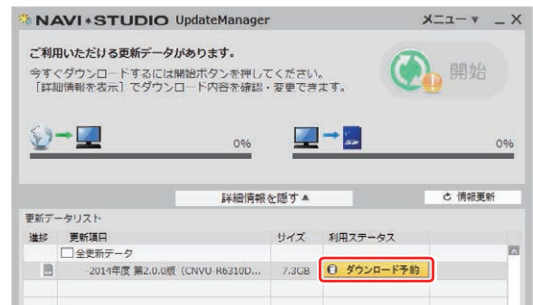 NAVI*STUDIO UpdateManager メニュー ▼ _ X
ご利用いただける更新データがあります。
今すぐダウンロードするには開始ボタンを押してください。
[詳細情報を表示] でダウンロード内容を確認・変更できます。
開始
0% SD 0%
詳細情報を隠す▲ 情報更新
更新データリスト
進捗 更新項目 サイズ 利用ステータス
全更新データ
-2014年度 第2.0.0版 (CNVU-R6310D... 7.3GB ダウンロード予約